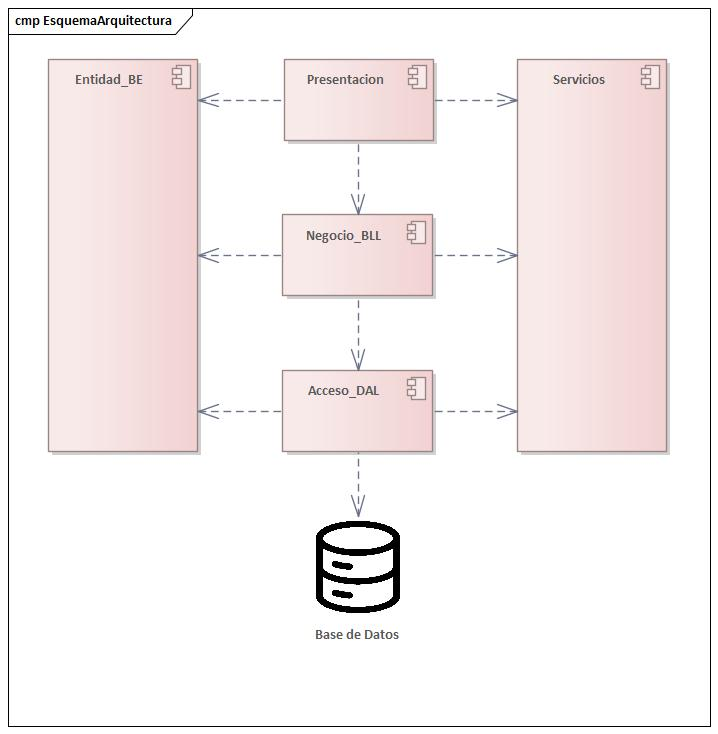 cmp EsquemaArquitectura
Entidad_BE
Presentacion
Servicios
Negocio_BLL
Acceso_DAL
Base de Datos